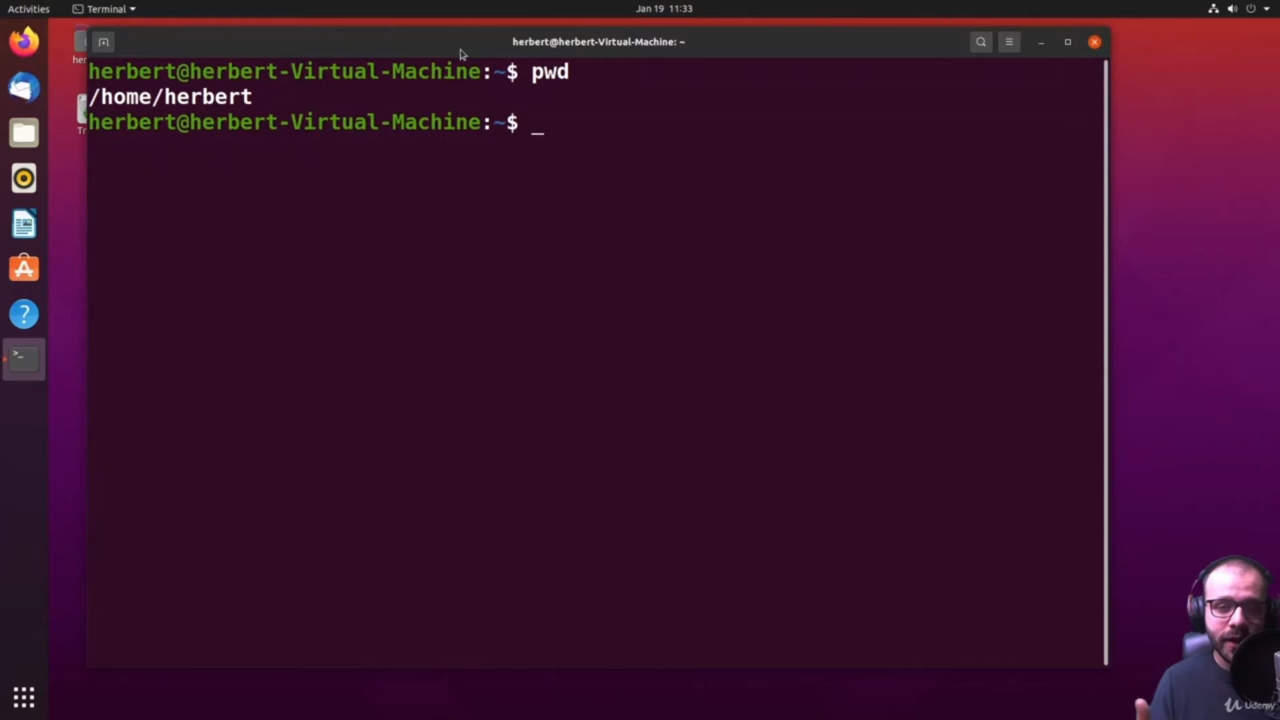 Activities
Terminal
Jan 19 11:33
herbert@herbert-Virtual-Machine: ~
herbert@herbert-Virtual-Machine:~$ pwd
/home/herbert
herbert@herbert-Virtual-Machine:~$ _
Udemy